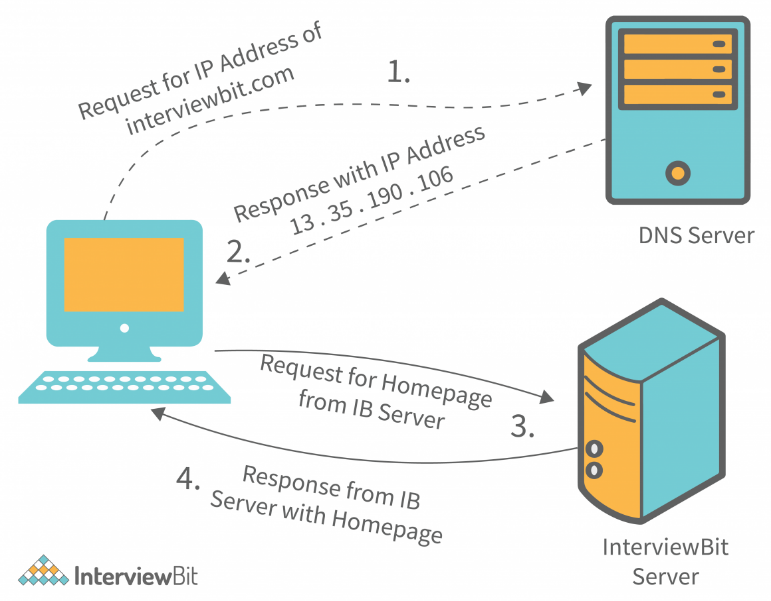 Request for IP Address of
interviewbit.com
1.
Response with IP Address
13 . 35 . 190 . 106
2.
DNS Server
Request for Homepage
from IB Server
3.
4.
Response from IB
Server with Homepage
InterviewBit
Server
InterviewBit